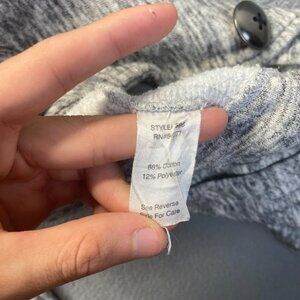 STYLE#
RN#
88% Cotton
12% Polyester
See Reverse
Side For Care